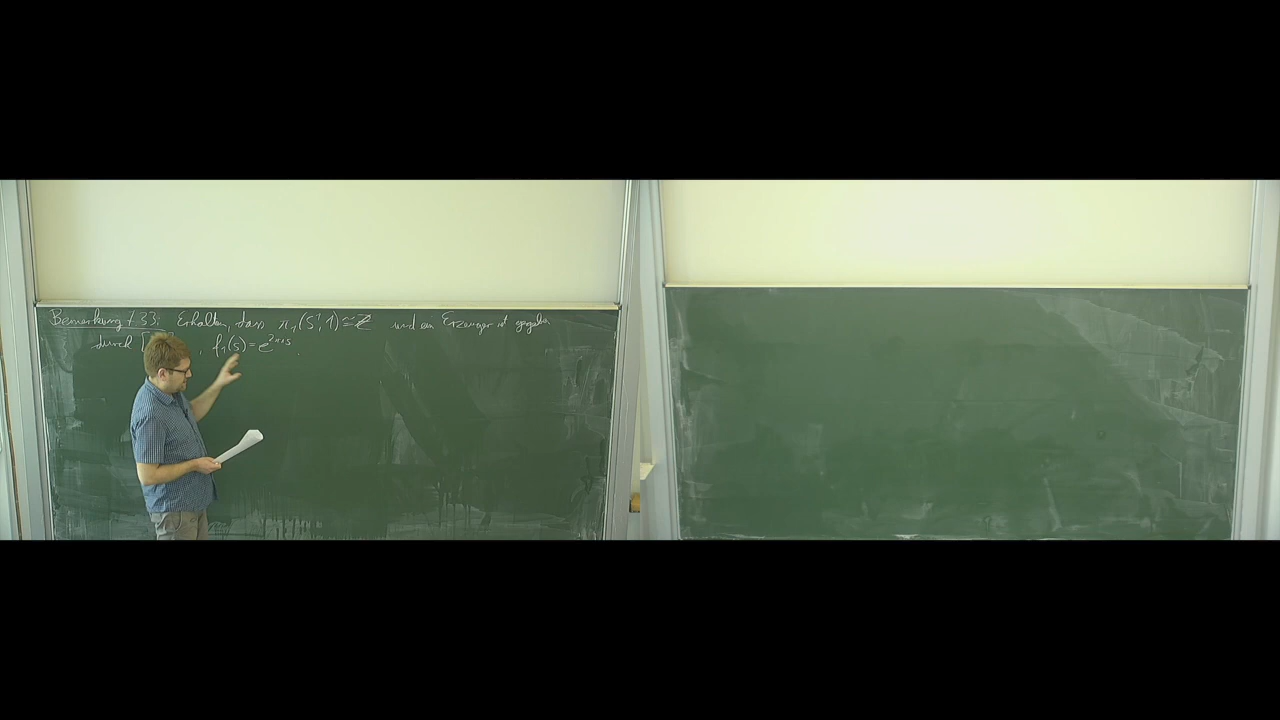 Bemerkung 1.33: Erhalten, dass π₁(S¹, 1) ≅ ℤ und ein Erzeuger ist gegeben
durch [ ], f₁(s) = e^{2πis}.